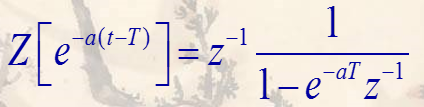 Z[e^{-a(t-T)}] = z^{-1} \frac{1}{1-e^{-aT}z^{-1}}